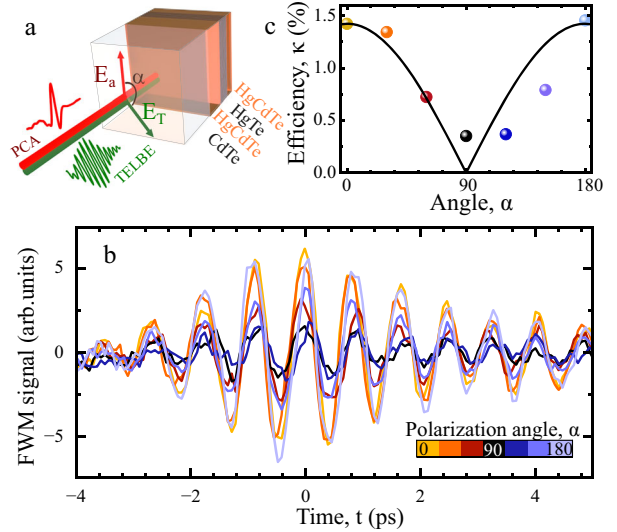 a
E_a
α
E_T
PCA
TELBE
HgCdTe
HgTe
HgCdTe
CdTe
c
Efficiency, κ (%)
1.5
1.0
0.5
0.0
0
90
180
Angle, α
b
FWM signal (arb.units)
5
0
−5
−4
−2
0
2
4
Time, t (ps)
Polarization angle, α
0 90 180